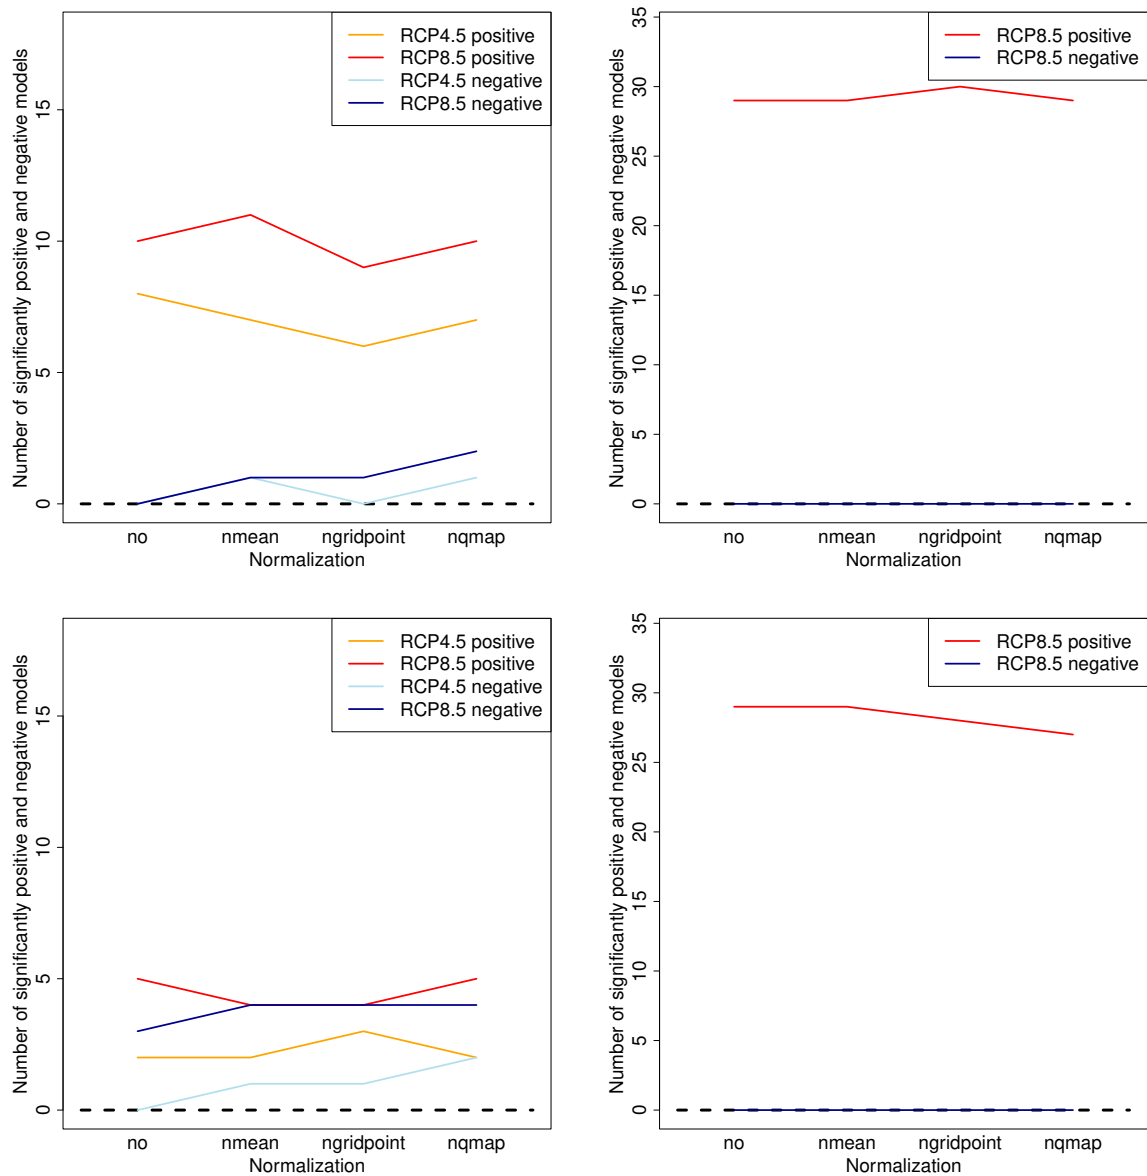 Number of significantly positive and negative models
15
10
5
0
RCP4.5 positive
RCP8.5 positive
RCP4.5 negative
RCP8.5 negative
no nmean ngridpoint nqmap
Normalization
Number of significantly positive and negative models
35
30
25
20
15
10
5
0
RCP8.5 positive
RCP8.5 negative
no nmean ngridpoint nqmap
Normalization
Number of significantly positive and negative models
15
10
5
0
RCP4.5 positive
RCP8.5 positive
RCP4.5 negative
RCP8.5 negative
no nmean ngridpoint nqmap
Normalization
Number of significantly positive and negative models
35
30
25
20
15
10
5
0
RCP8.5 positive
RCP8.5 negative
no nmean ngridpoint nqmap
Normalization